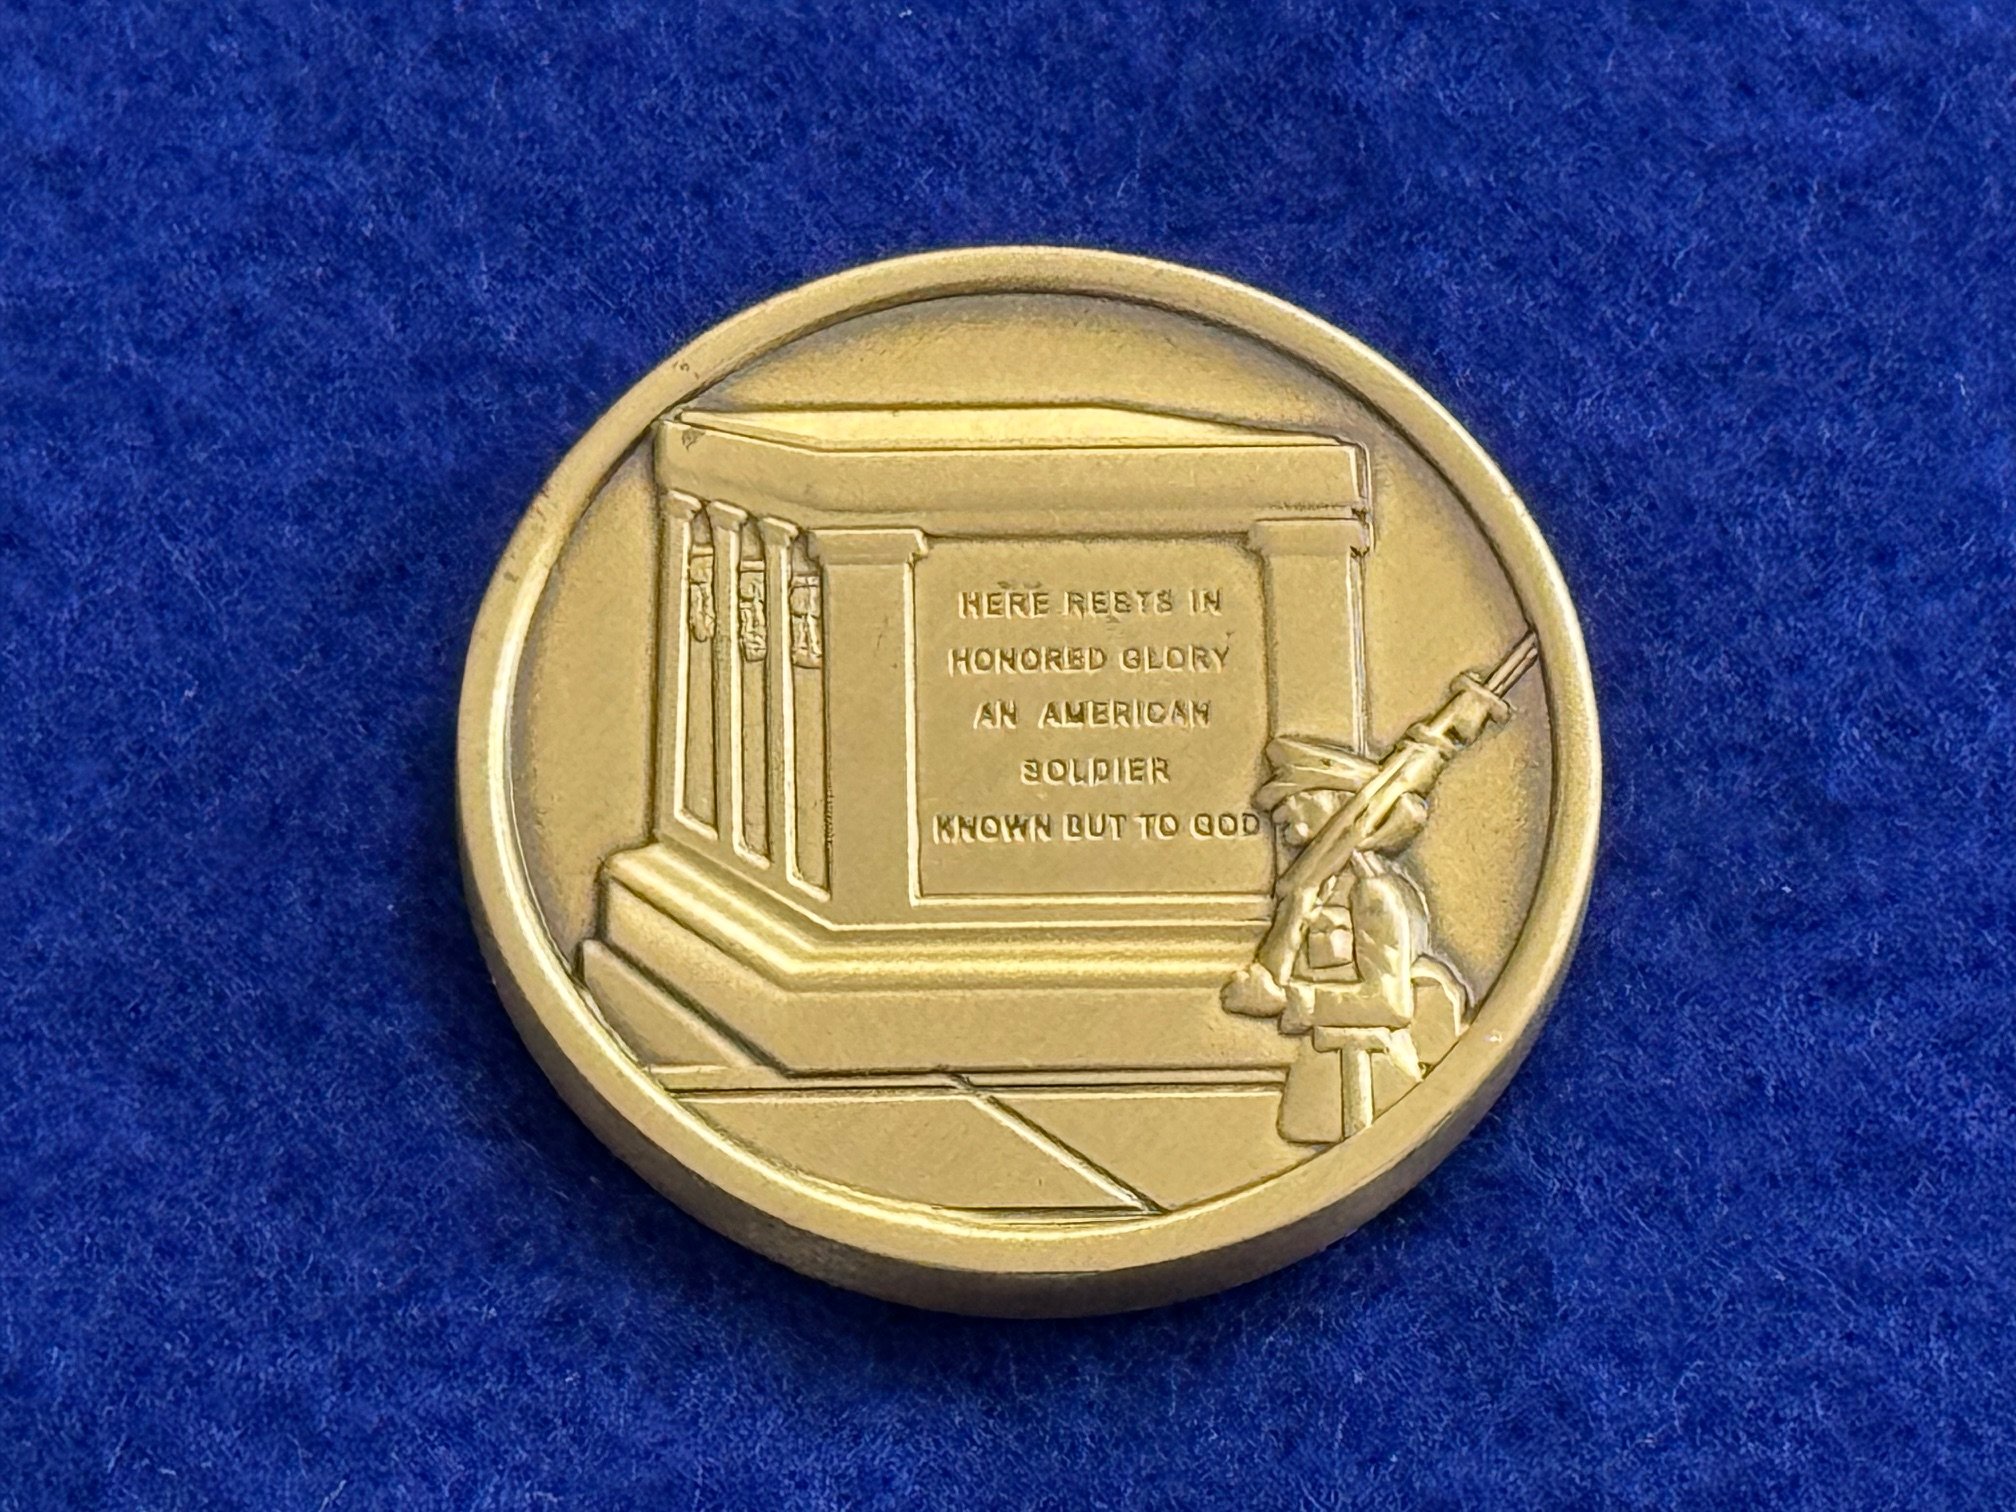 HERE RESTS IN
HONORED GLORY
AN AMERICAN
SOLDIER
KNOWN BUT TO GOD